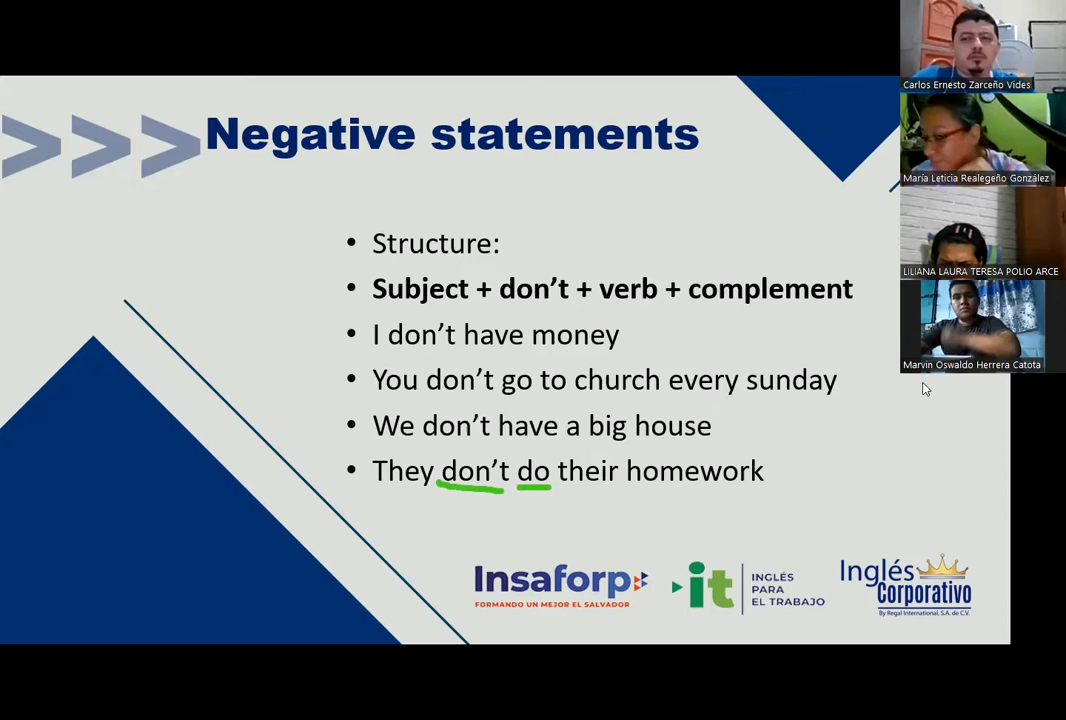 >>> Negative statements
• Structure:
• Subject + don’t + verb + complement
• I don’t have money
• You don’t go to church every sunday
• We don’t have a big house
• They don’t do their homework
Insaforp
FORMANDO UN MEJOR EL SALVADOR
it
INGLÉS
PARA
EL TRABAJO
Inglés
Corporativo
By Regal International, S.A. de C.V.
Carlos Ernesto Zarceño Vides
María Leticia Realegeño González
LILIANA LAURA TERESA POLIO ARCE
Marvin Oswaldo Herrera Catota